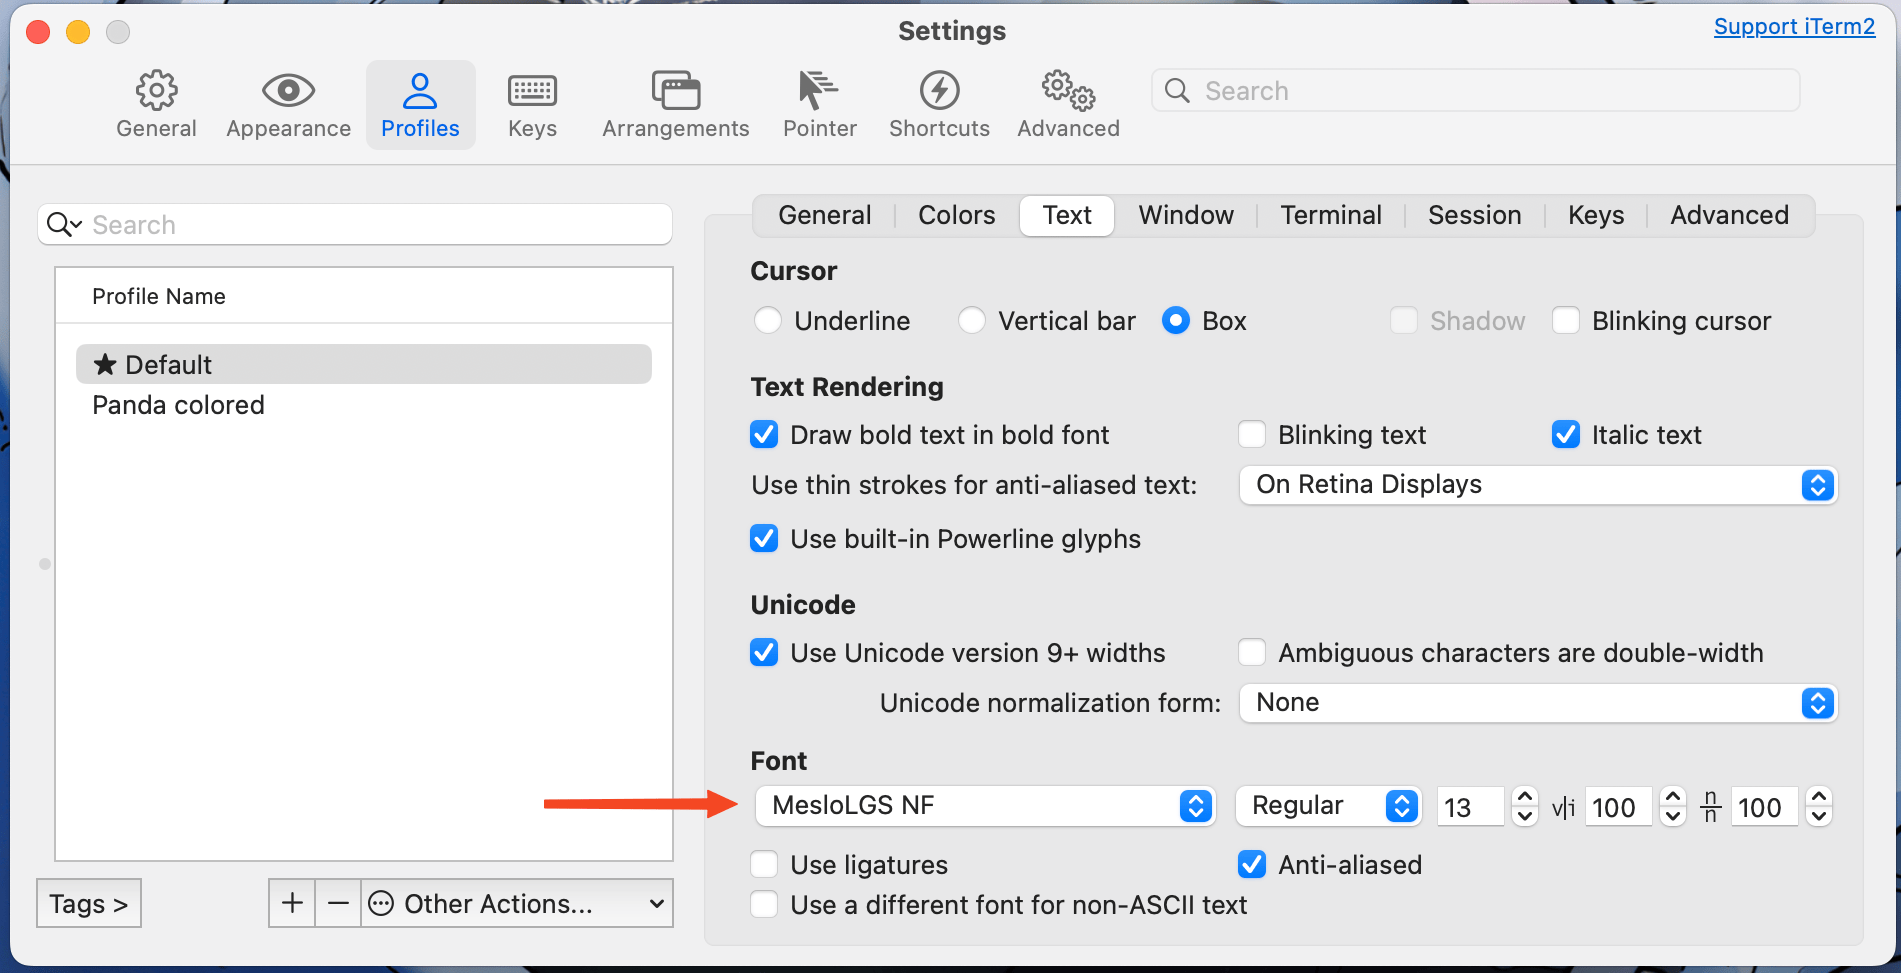 Settings
Support iTerm2
General Appearance Profiles Keys Arrangements Pointer Shortcuts Advanced
Search
Search
Profile Name
★ Default
Panda colored
Tags >
+ − Other Actions...
General Colors Text Window Terminal Session Keys Advanced
Cursor
Underline Vertical bar Box Shadow Blinking cursor
Text Rendering
Draw bold text in bold font Blinking text Italic text
Use thin strokes for anti-aliased text: On Retina Displays
Use built-in Powerline glyphs
Unicode
Use Unicode version 9+ widths Ambiguous characters are double-width
Unicode normalization form: None
Font
MesloLGS NF Regular 13 v|i 100 n/n 100
Use ligatures Anti-aliased
Use a different font for non-ASCII text